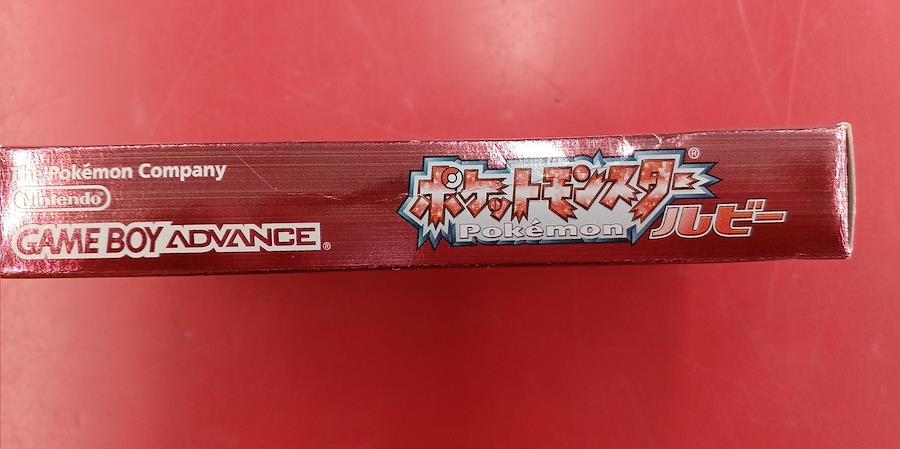 The Pokémon Company
Nintendo
GAME BOY ADVANCE®
ポケットモンスター®
Pokémon
ルビー